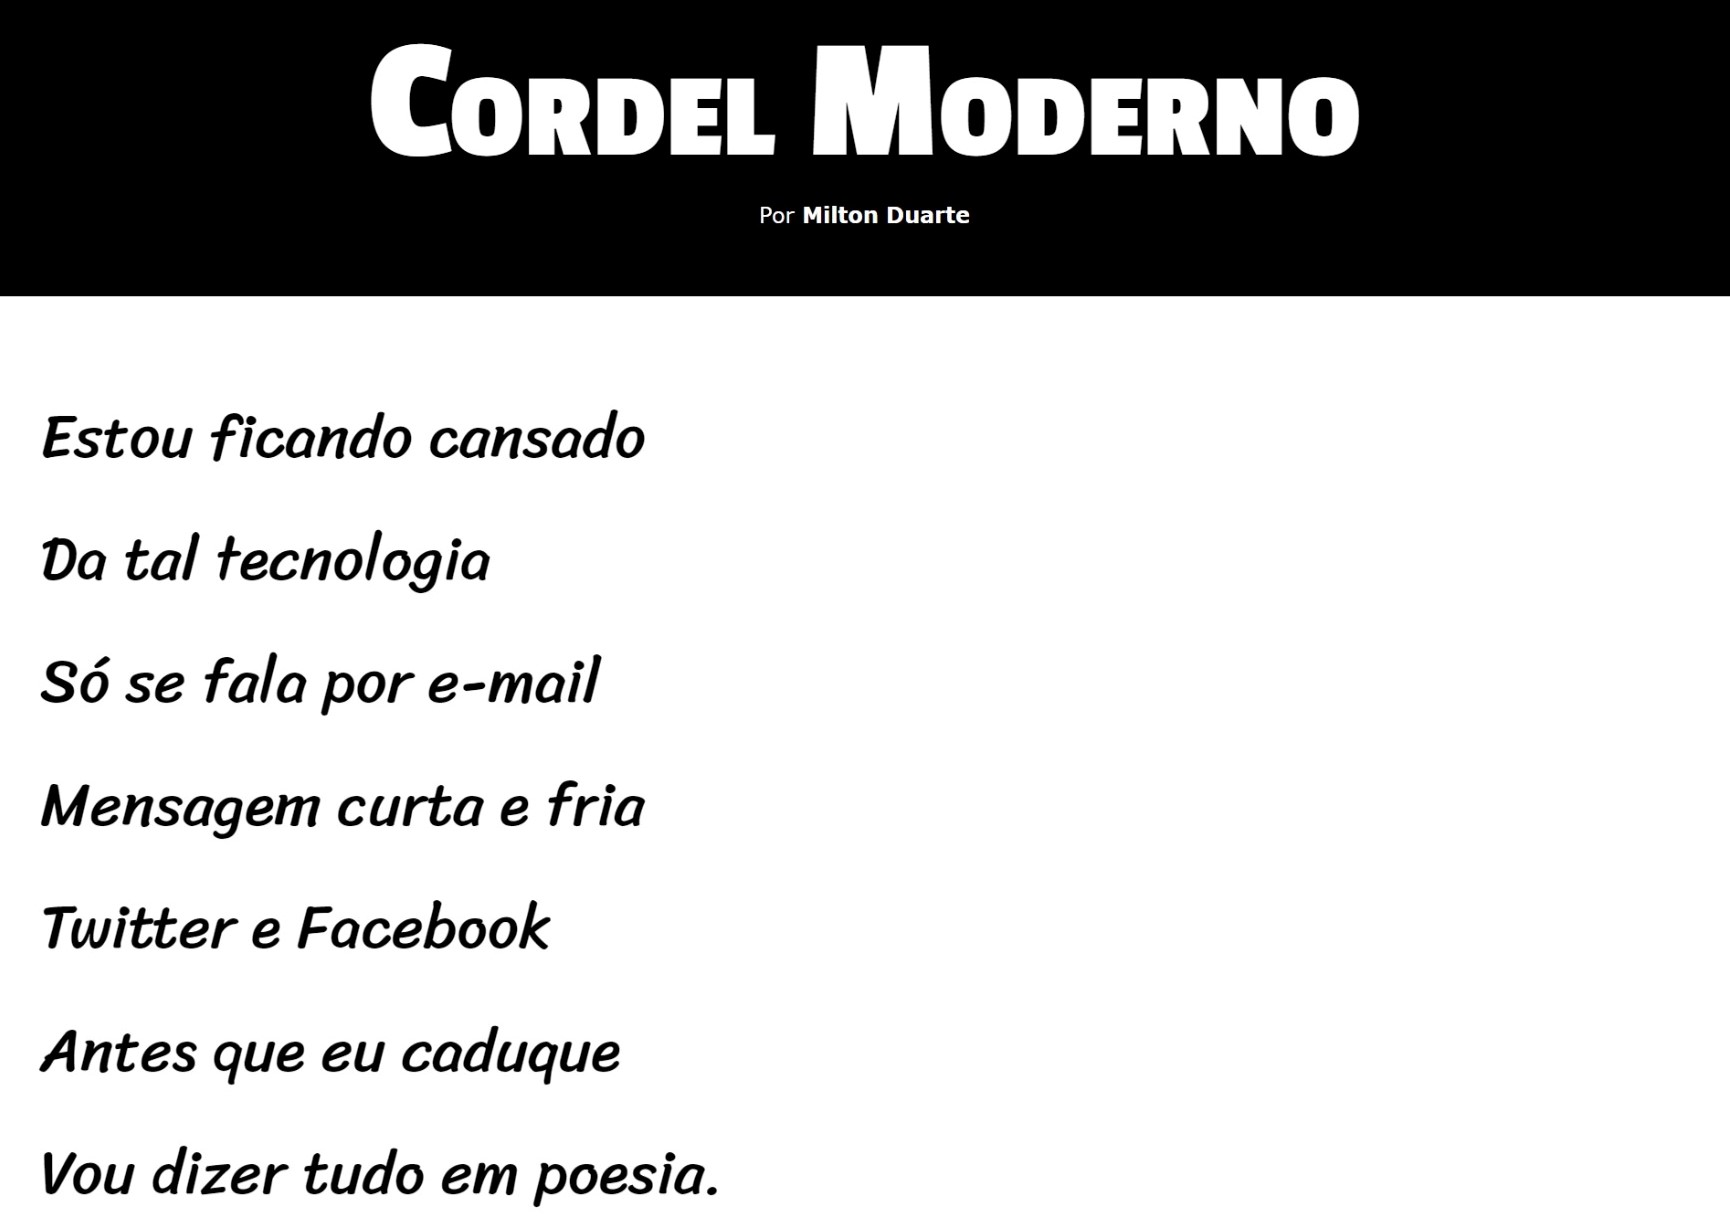 Cordel Moderno
Por Milton Duarte
Estou ficando cansado
Da tal tecnologia
Só se fala por e-mail
Mensagem curta e fria
Twitter e Facebook
Antes que eu caduque
Vou dizer tudo em poesia.